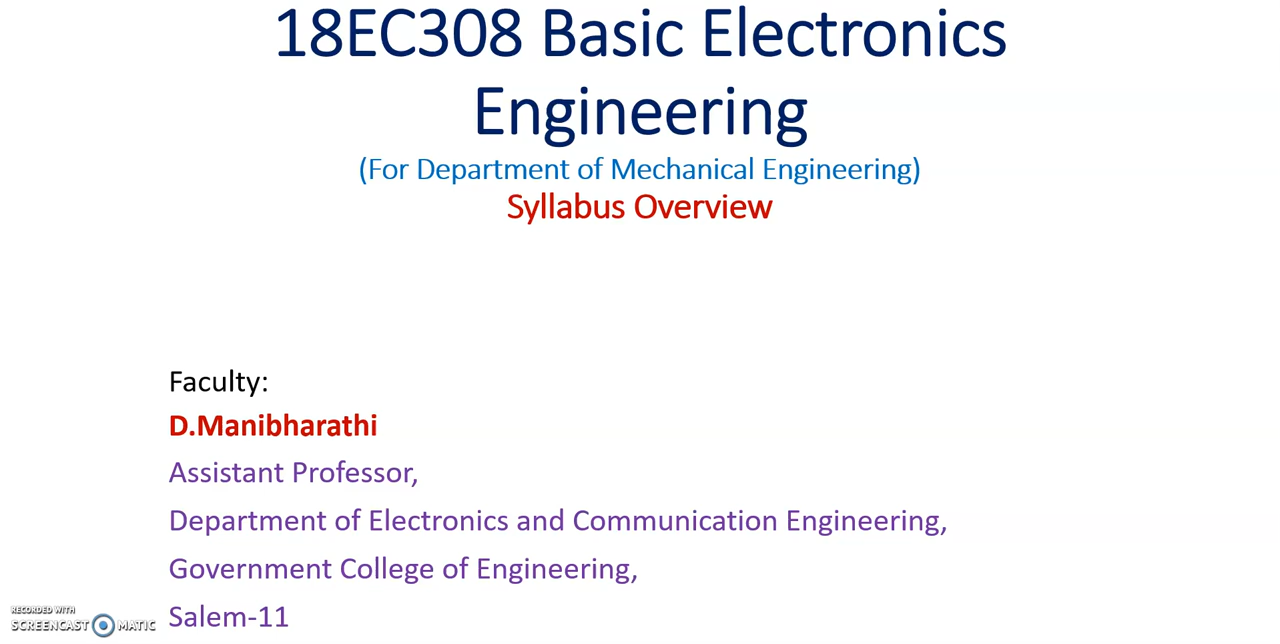 18EC308 Basic Electronics
Engineering
(For Department of Mechanical Engineering)
Syllabus Overview
Faculty:
D.Manibharathi
Assistant Professor,
Department of Electronics and Communication Engineering,
Government College of Engineering,
Salem-11
RECORDED WITH
SCREENCAST MATIC